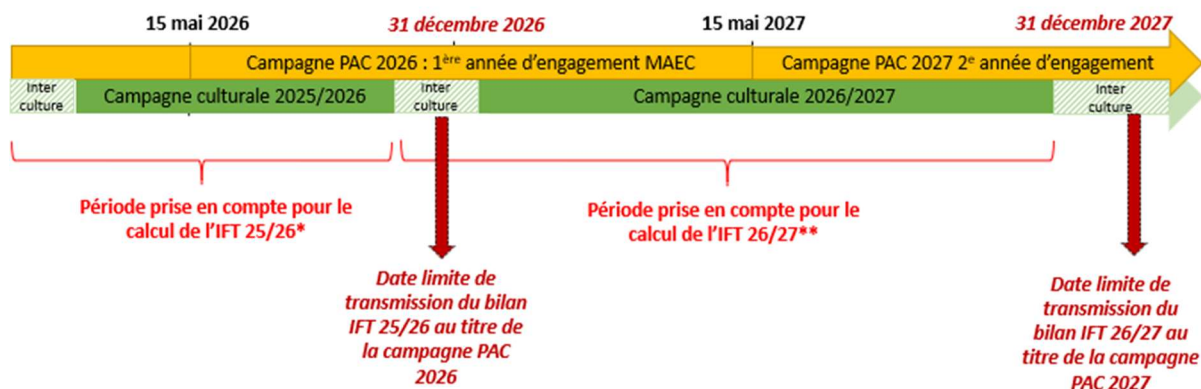 15 mai 2026
31 décembre 2026
15 mai 2027
31 décembre 2027
Campagne PAC 2026 : 1ère année d'engagement MAEC
Campagne PAC 2027 2e année d'engagement
Inter
culture
Campagne culturale 2025/2026
Inter
culture
Campagne culturale 2026/2027
Inter
culture
Période prise en compte pour le
calcul de l'IFT 25/26*
Période prise en compte pour le
calcul de l'IFT 26/27**
Date limite de
transmission du bilan
IFT 25/26 au titre de
la campagne PAC
2026
Date limite de
transmission du
bilan IFT 26/27 au
titre de la campagne
PAC 2027